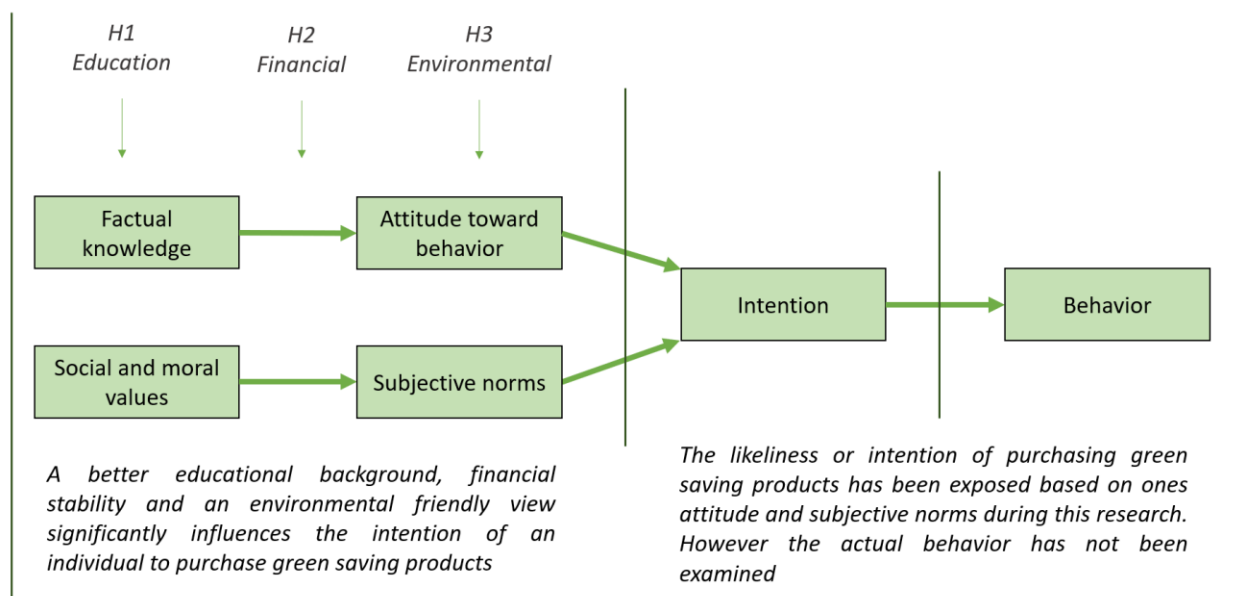 H1
Education
H2
Financial
H3
Environmental
Factual
knowledge
Attitude toward
behavior
Social and moral
values
Subjective norms
Intention
Behavior
A better educational background, financial
stability and an environmental friendly view
significantly influences the intention of an
individual to purchase green saving products
The likeliness or intention of purchasing green
saving products has been exposed based on ones
attitude and subjective norms during this research.
However the actual behavior has not been
examined